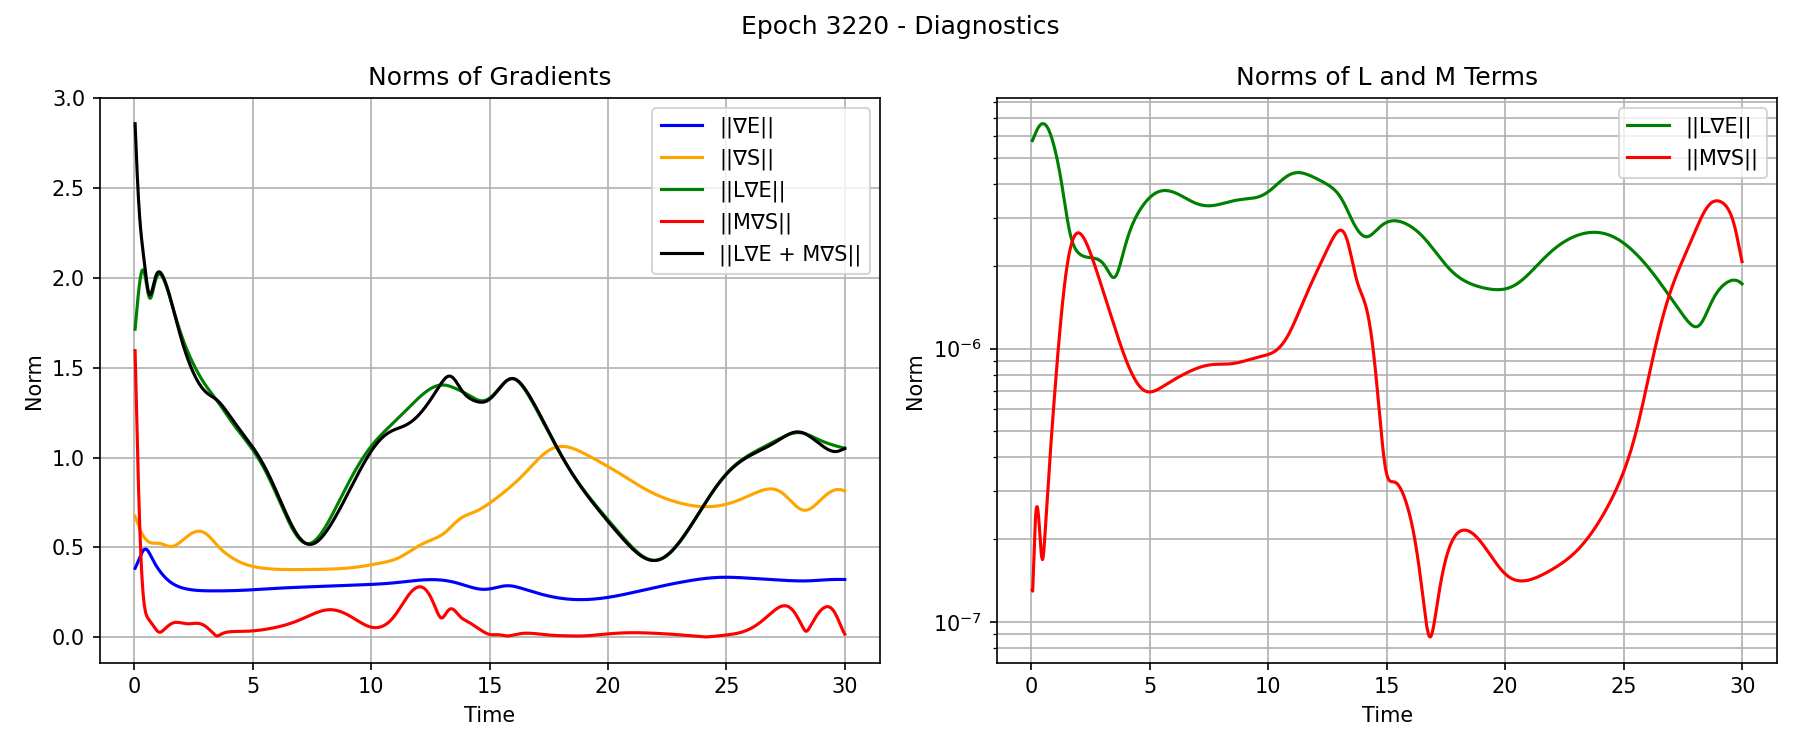 Epoch 3220 - Diagnostics
Norms of Gradients
Norm
3.0
2.5
2.0
1.5
1.0
0.5
0.0
0 5 10 15 20 25 30
Time
||∇E||
||∇S||
||L∇E||
||M∇S||
||L∇E + M∇S||
Norms of L and M Terms
Norm
10⁻⁶
10⁻⁷
0 5 10 15 20 25 30
Time
||L∇E||
||M∇S||